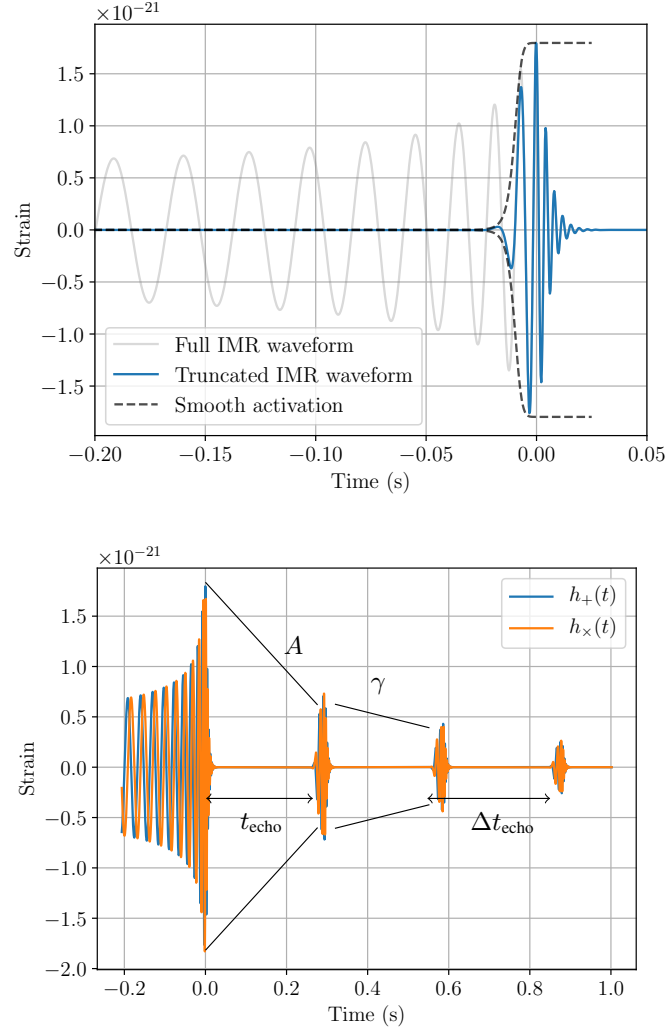 ×10−21
1.5
1.0
0.5
0.0
−0.5
−1.0
−1.5
Strain
Full IMR waveform
Truncated IMR waveform
Smooth activation
−0.20 −0.15 −0.10 −0.05 0.00 0.05
Time (s)
×10−21
1.5
1.0
0.5
0.0
−0.5
−1.0
−1.5
−2.0
Strain
h+(t)
h×(t)
A
γ
techo
Δtecho
−0.2 0.0 0.2 0.4 0.6 0.8 1.0
Time (s)